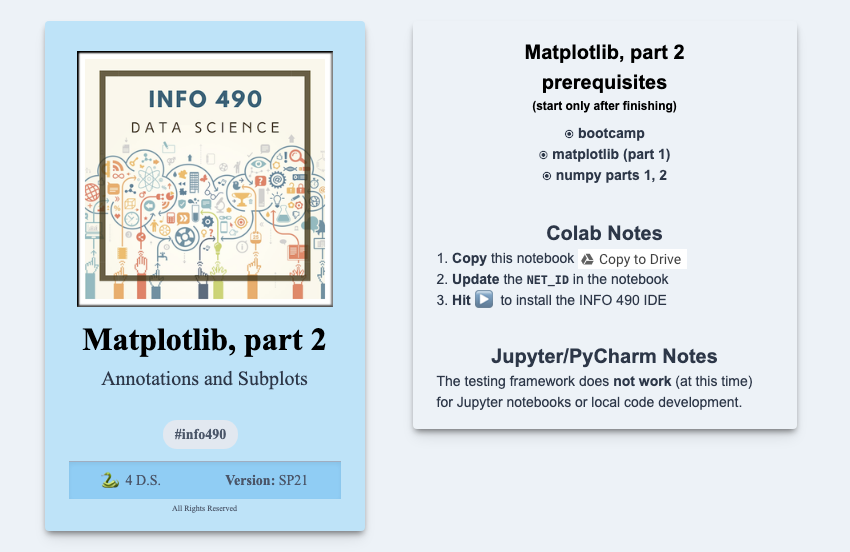 INFO 490
DATA SCIENCE
Matplotlib, part 2
Annotations and Subplots
#info490
4 D.S.
Version: SP21
All Rights Reserved
Matplotlib, part 2
prerequisites
(start only after finishing)
bootcamp
matplotlib (part 1)
numpy parts 1, 2
Colab Notes
1. Copy this notebook Copy to Drive
2. Update the NET_ID in the notebook
3. Hit to install the INFO 490 IDE
Jupyter/PyCharm Notes
The testing framework does not work (at this time)
for Jupyter notebooks or local code development.